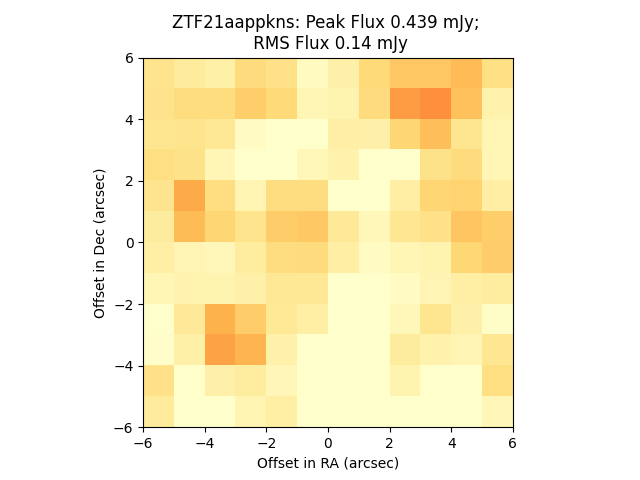 ZTF21aappkns: Peak Flux 0.439 mJy;
RMS Flux 0.14 mJy
6
4
2
0
−2
−4
−6
Offset in Dec (arcsec)
−6 −4 −2 0 2 4 6
Offset in RA (arcsec)